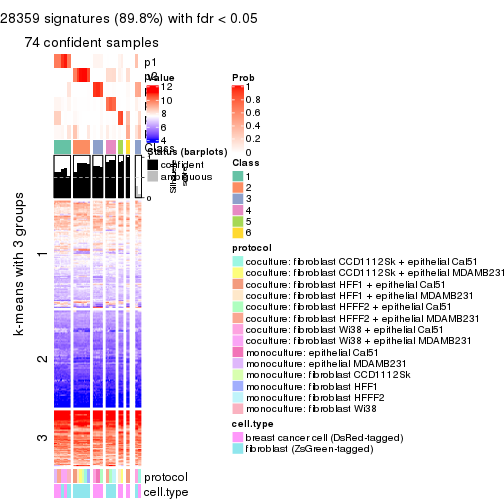 28359 signatures (89.8%) with fdr < 0.05
74 confident samples
p1
value
12
10
8
6
4
Prob
1
0.8
0.6
0.4
0.2
0
Status (barplots)
confident
ambiguous
Class
1
2
3
4
5
6
k-means with 3 groups
1
2
3
protocol
coculture: fibroblast CCD1112Sk + epithelial Cal51
coculture: fibroblast CCD1112Sk + epithelial MDAMB231
coculture: fibroblast HFF1 + epithelial Cal51
coculture: fibroblast HFF1 + epithelial MDAMB231
coculture: fibroblast HFFF2 + epithelial Cal51
coculture: fibroblast HFFF2 + epithelial MDAMB231
coculture: fibroblast Wi38 + epithelial Cal51
coculture: fibroblast Wi38 + epithelial MDAMB231
monoculture: epithelial Cal51
monoculture: epithelial MDAMB231
monoculture: fibroblast CCD1112Sk
monoculture: fibroblast HFF1
monoculture: fibroblast HFFF2
monoculture: fibroblast Wi38
cell.type
breast cancer cell (DsRed-tagged)
fibroblast (ZsGreen-tagged)
protocol
cell.type